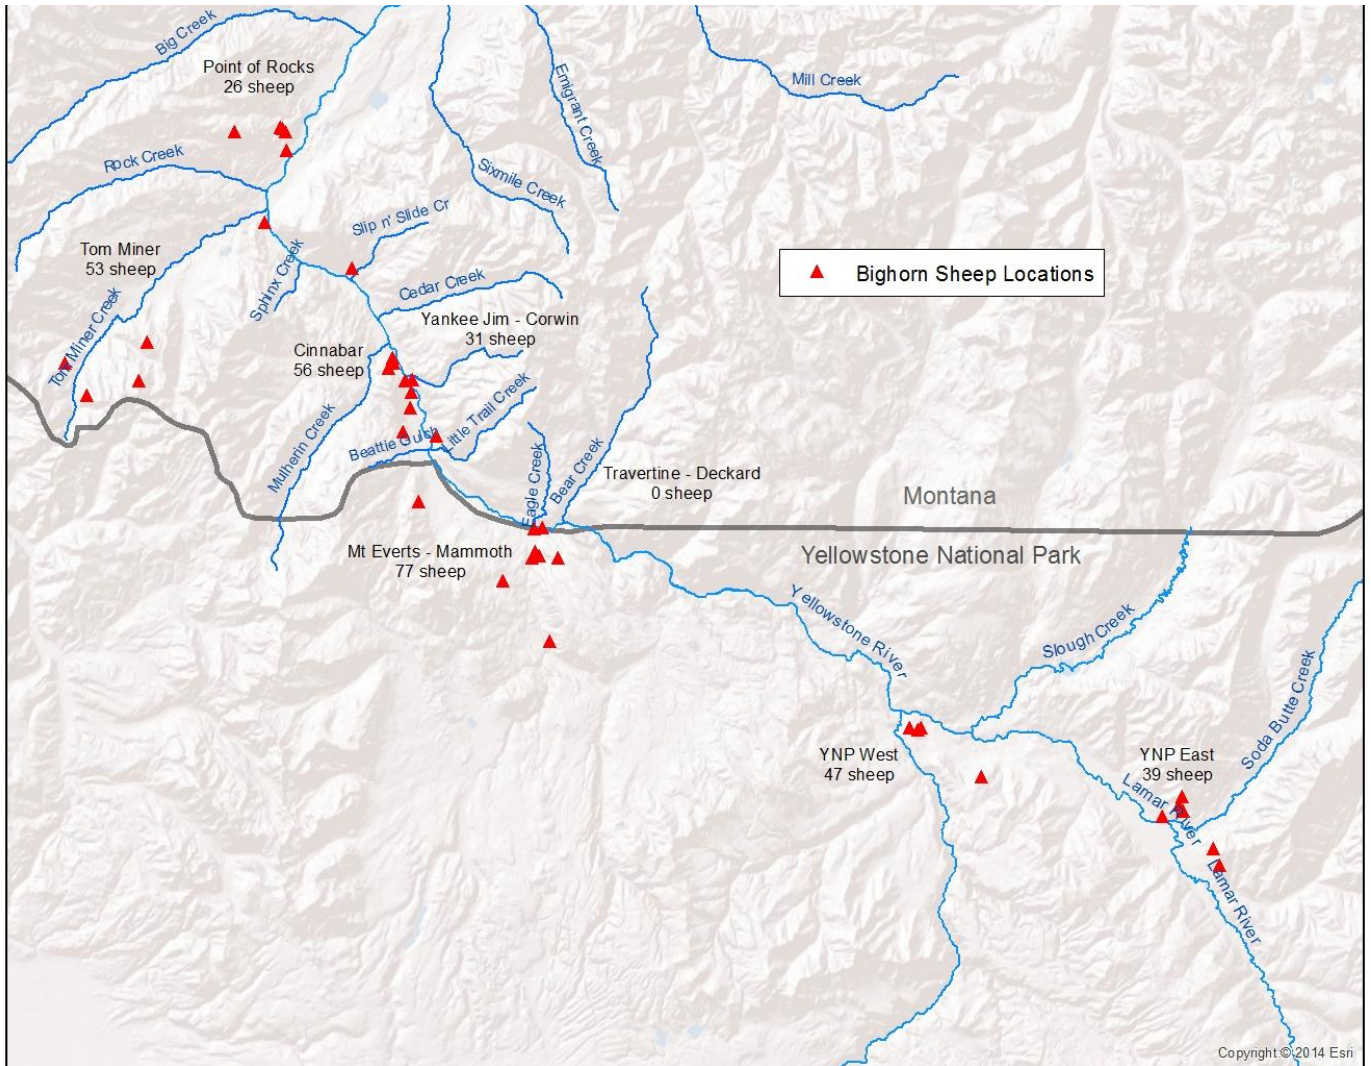 Big Creek
Point of Rocks
26 sheep
Emigrant Creek
Mill Creek
Rock Creek
Sixmile Creek
Slip n' Slide Cr
Tom Miner
53 sheep
Sphinx Creek
Bighorn Sheep Locations
Cedar Creek
Tom Miner Creek
Yankee Jim - Corwin
31 sheep
Cinnabar
56 sheep
Mulherin Creek
Beattie Gulch
Little Trail Creek
Eagle Creek
Bear Creek
Travertine - Deckard
0 sheep
Montana
Mt Everts - Mammoth
77 sheep
Yellowstone National Park
Yellowstone River
Slough Creek
Soda Butte Creek
YNP West
47 sheep
YNP East
39 sheep
Lamar River
Lamar River
Copyright © 2014 Esri